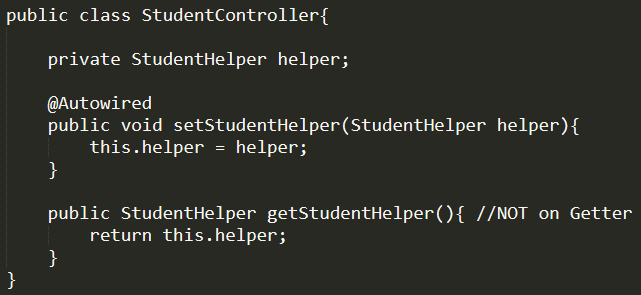 public class StudentController{
private StudentHelper helper;
@Autowired
public void setStudentHelper(StudentHelper helper){
this.helper = helper;
}
public StudentHelper getStudentHelper(){ //NOT on Getter
return this.helper;
}
}